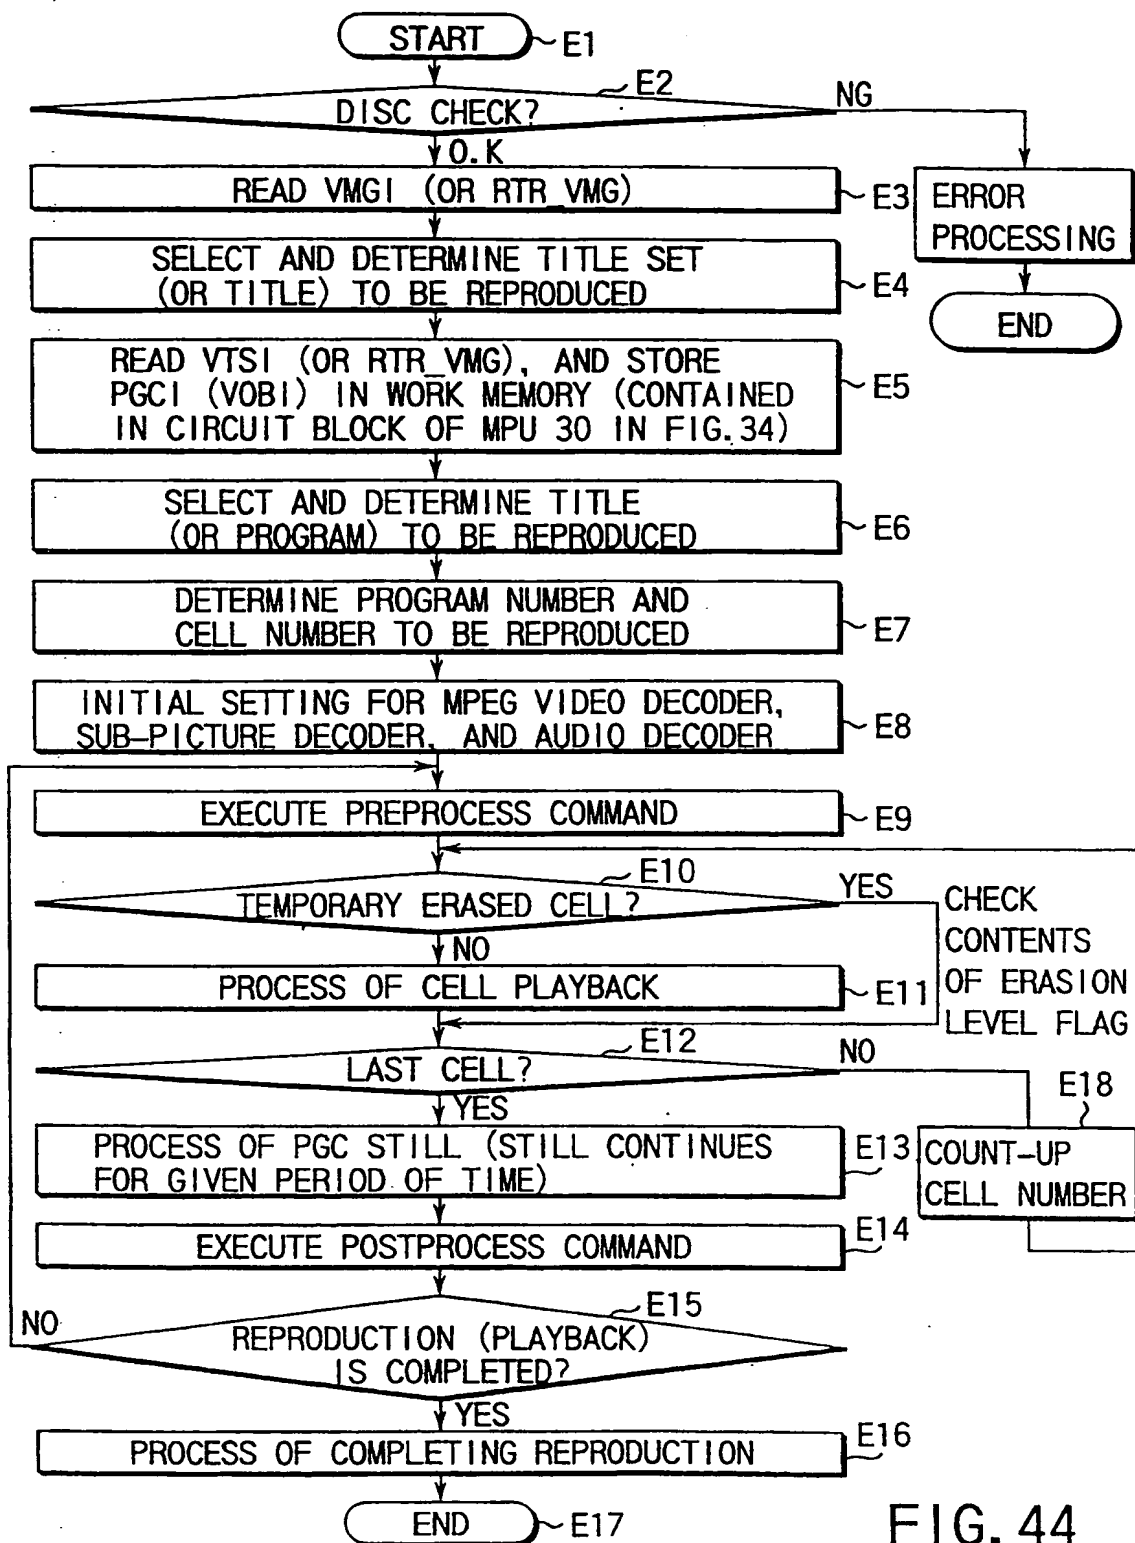 START
E1
E2
DISC CHECK?
NG
O.K
READ VMGI (OR RTR_VMG)
E3
ERROR
PROCESSING
END
SELECT AND DETERMINE TITLE SET
(OR TITLE) TO BE REPRODUCED
E4
READ VTSI (OR RTR_VMG), AND STORE
PGCI (VOBI) IN WORK MEMORY (CONTAINED
IN CIRCUIT BLOCK OF MPU 30 IN FIG.34)
E5
SELECT AND DETERMINE TITLE
(OR PROGRAM) TO BE REPRODUCED
E6
DETERMINE PROGRAM NUMBER AND
CELL NUMBER TO BE REPRODUCED
E7
INITIAL SETTING FOR MPEG VIDEO DECODER,
SUB-PICTURE DECODER, AND AUDIO DECODER
E8
EXECUTE PREPROCESS COMMAND
E9
E10
TEMPORARY ERASED CELL?
YES
NO
CHECK
CONTENTS
OF ERASION
LEVEL FLAG
PROCESS OF CELL PLAYBACK
E11
E12
LAST CELL?
NO
YES
E18
COUNT-UP
CELL NUMBER
PROCESS OF PGC STILL (STILL CONTINUES
FOR GIVEN PERIOD OF TIME)
E13
EXECUTE POSTPROCESS COMMAND
E14
E15
NO
REPRODUCTION (PLAYBACK)
IS COMPLETED?
YES
PROCESS OF COMPLETING REPRODUCTION
E16
END
E17
FIG. 44